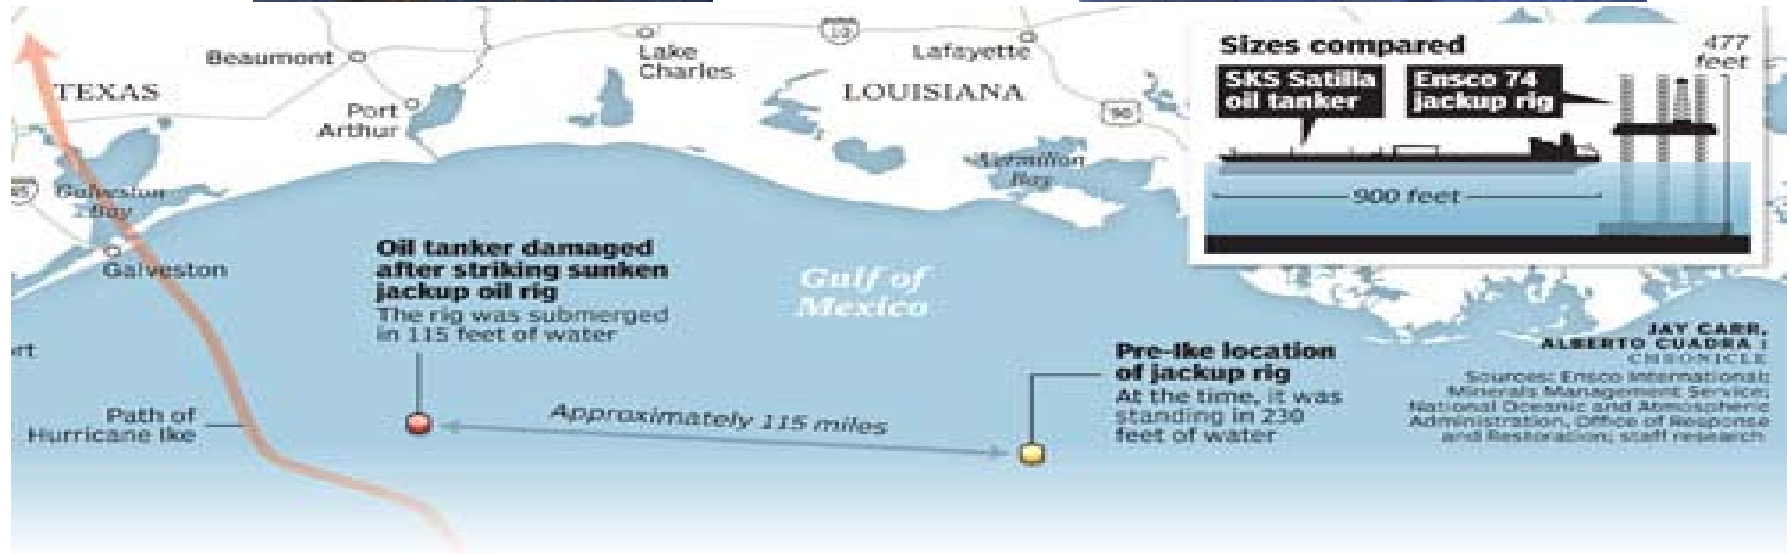 Beaumont
TEXAS
Port
Arthur
Lake
Charles
10
Lafayette
LOUISIANA
90
Vermilion
Bay
45
Galveston
Bay
Galveston
Sizes compared
SKS Satilla
oil tanker
Ensco 74
jackup rig
477
feet
900 feet
Oil tanker damaged
after striking sunken
jackup oil rig
The rig was submerged
in 115 feet of water
Gulf of
Mexico
Path of
Hurricane Ike
Approximately 115 miles
Pre-Ike location
of jackup rig
At the time, it was
standing in 230
feet of water
JAY CARR,
ALBERTO CUADRA :
CHRONICLE
Sources: Ensco International;
Minerals Management Service;
National Oceanic and Atmospheric
Administration, Office of Response
and Restoration; staff research